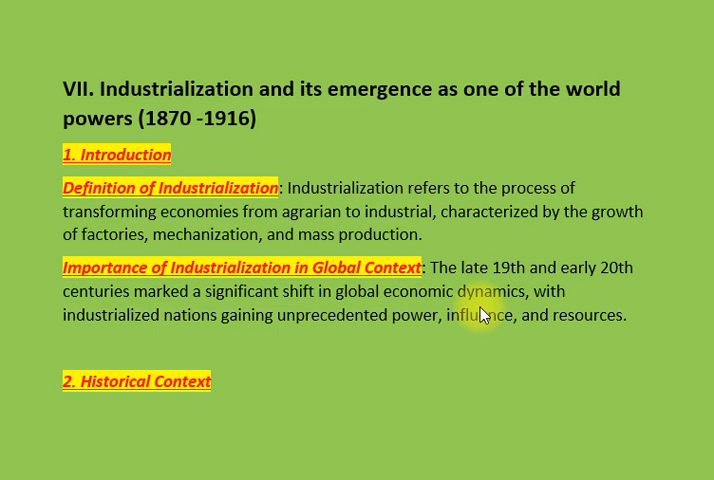 VII. Industrialization and its emergence as one of the world
powers (1870 -1916)
1. Introduction
Definition of Industrialization: Industrialization refers to the process of
transforming economies from agrarian to industrial, characterized by the growth
of factories, mechanization, and mass production.
Importance of Industrialization in Global Context: The late 19th and early 20th
centuries marked a significant shift in global economic dynamics, with
industrialized nations gaining unprecedented power, influence, and resources.
2. Historical Context